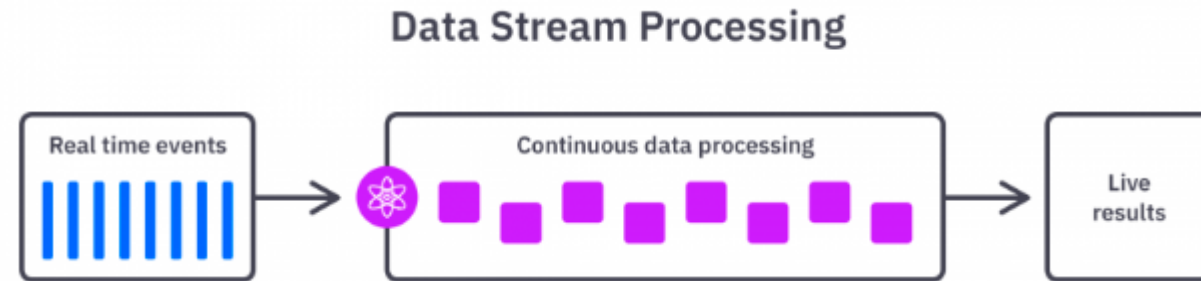 Data Stream Processing
Real time events
Continuous data processing
Live
results